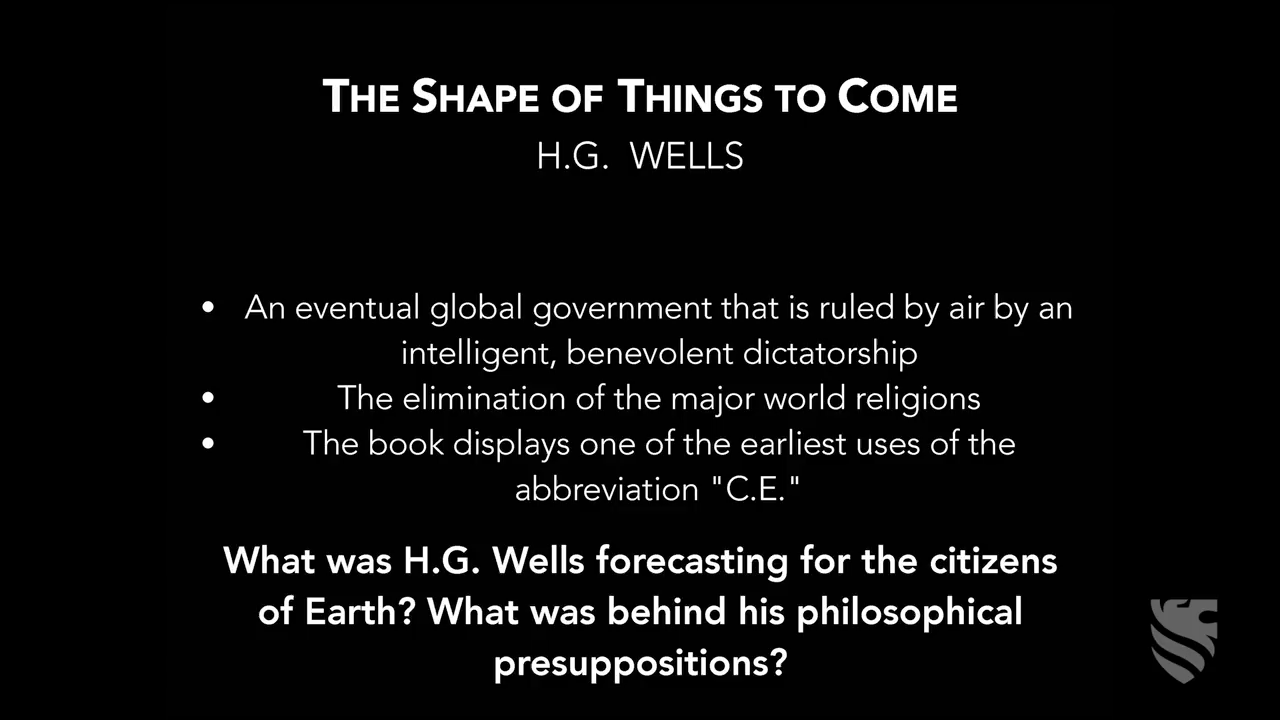 THE SHAPE OF THINGS TO COME
H.G. WELLS
• An eventual global government that is ruled by air by an
intelligent, benevolent dictatorship
• The elimination of the major world religions
• The book displays one of the earliest uses of the
abbreviation "C.E."
What was H.G. Wells forecasting for the citizens
of Earth? What was behind his philosophical
presuppositions?